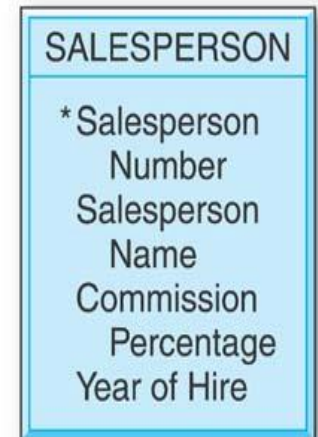 SALESPERSON
*Salesperson
Number
Salesperson
Name
Commission
Percentage
Year of Hire